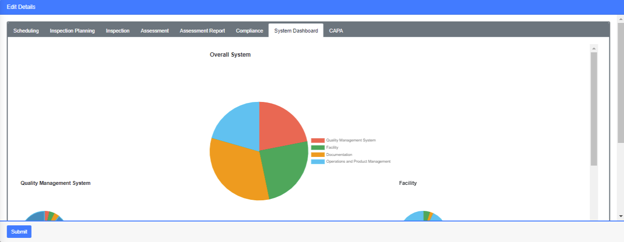 Edit Details
Scheduling Inspection Planning Inspection Assessment Assessment Report Compliance System Dashboard CAPA
Overall System
Quality Management System
Facility
Documentation
Operations and Product Management
Quality Management System Facility
Submit